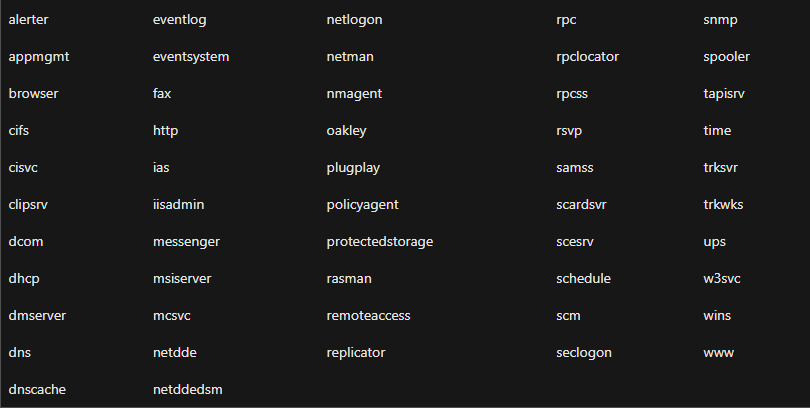 alerter eventlog netlogon rpc snmp
appmgmt eventsystem netman rpclocator spooler
browser fax nmagent rpcss tapisrv
cifs http oakley rsvp time
cisvc ias plugplay samss trksvr
clipsrv iisadmin policyagent scardsvr trkwks
dcom messenger protectedstorage scesrv ups
dhcp msiserver rasman schedule w3svc
dmserver mcsvc remoteaccess scm wins
dns netdde replicator seclogon www
dnscache netddedsm